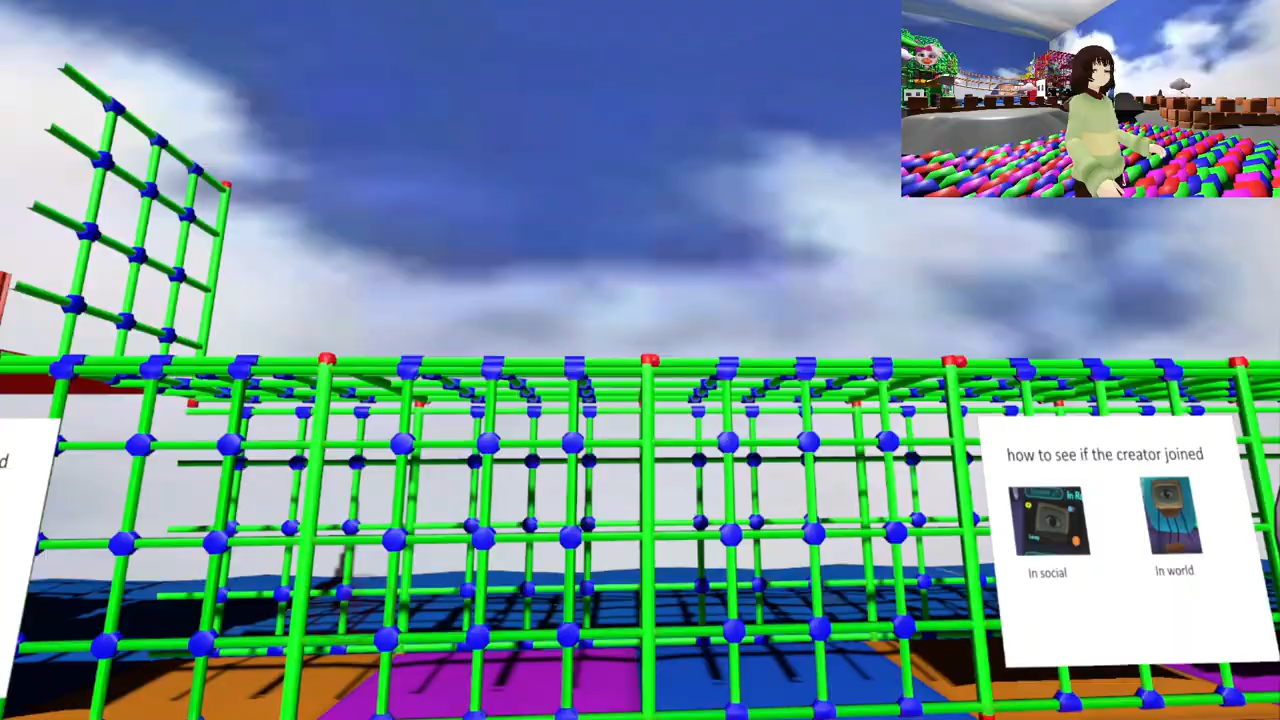 d
how to see if the creator joined
In social
In world